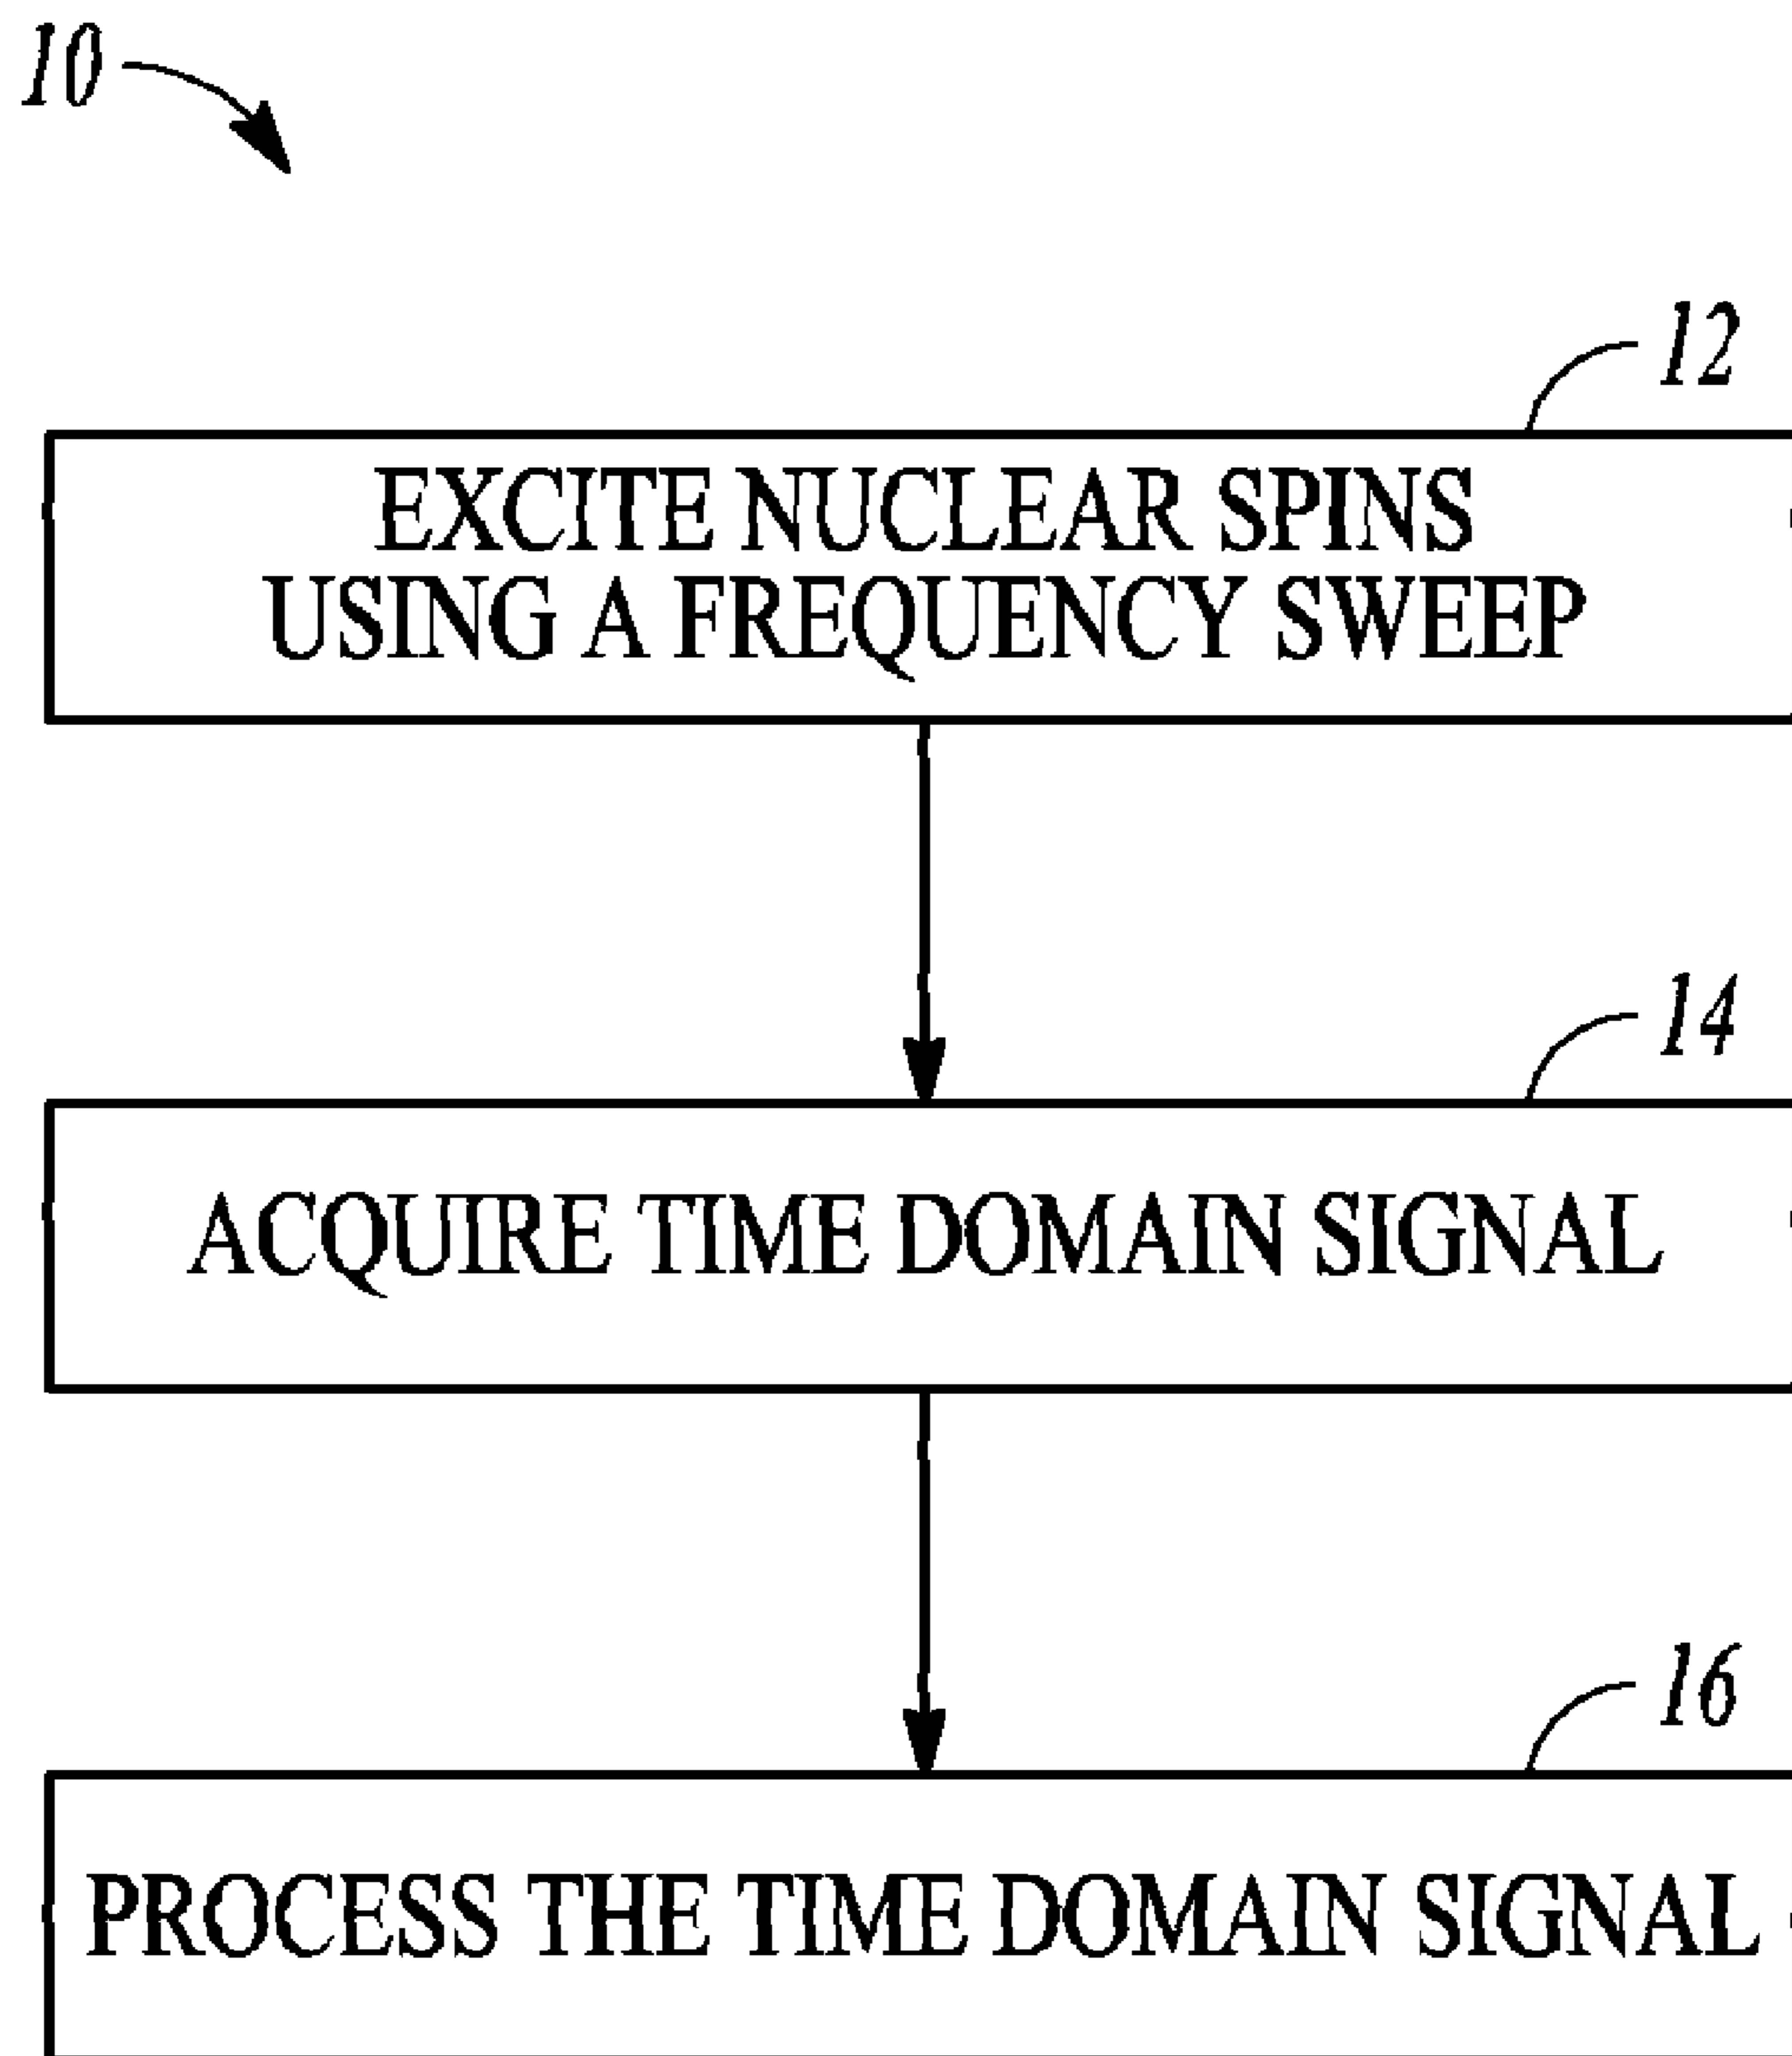 10
12
EXCITE NUCLEAR SPINS
USING A FREQUENCY SWEEP
14
ACQUIRE TIME DOMAIN SIGNAL
16
PROCESS THE TIME DOMAIN SIGNAL